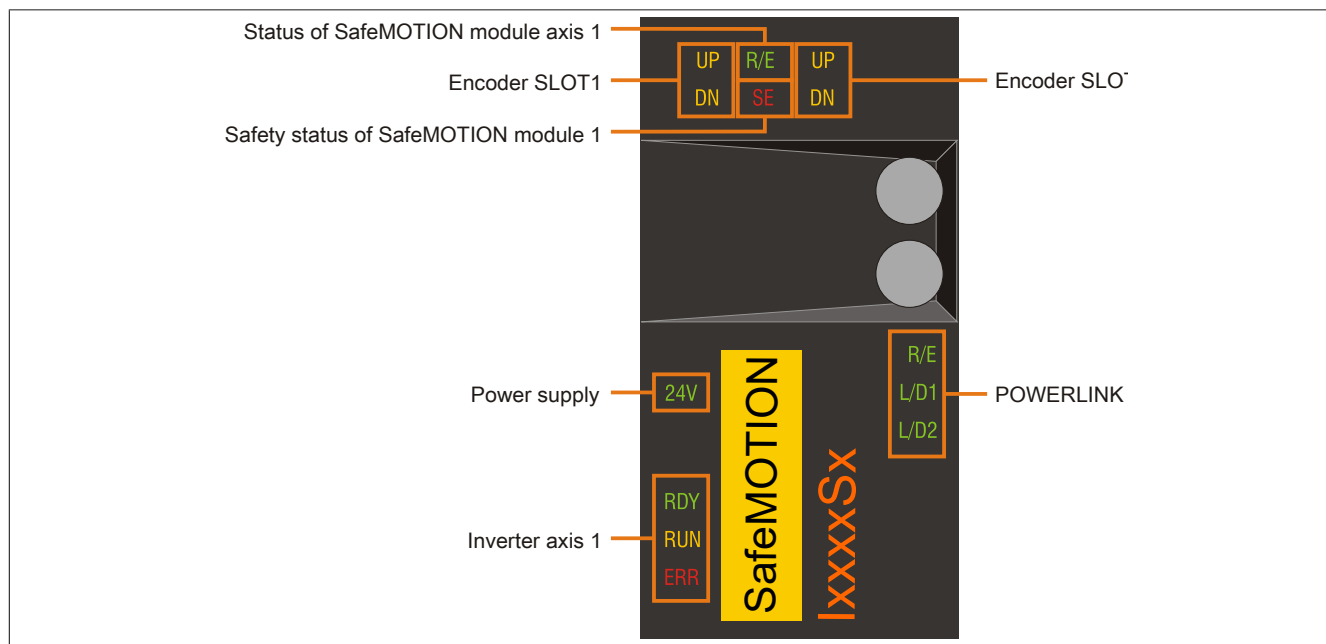 Status of SafeMOTION module axis 1
UP R/E UP
Encoder SLOT1
Encoder
DN SE DN
Safety status of SafeMOTION module 1
R/E
Power supply
24V
L/D1
POWERLINK
L/D2
SafeMOTION
IxxxxSx
RDY
Inverter axis 1
RUN
ERR